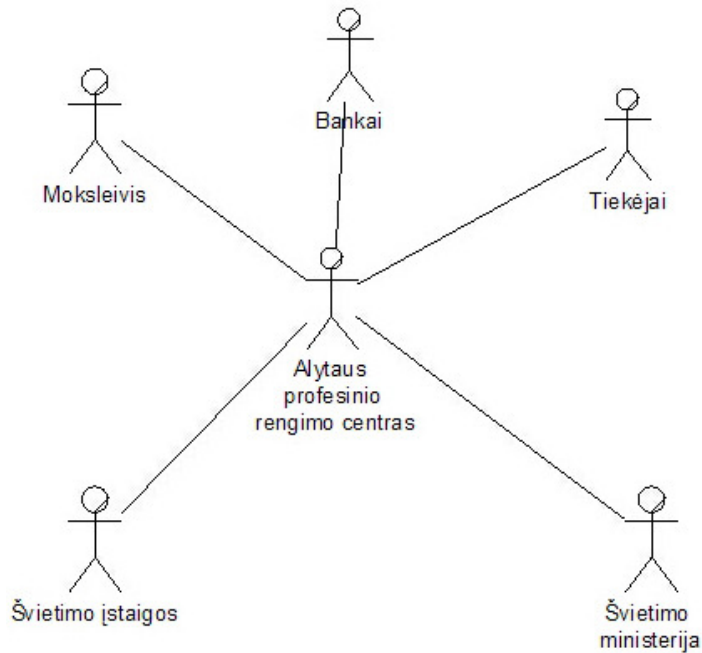 Bankai
Moksleivis
Tiekėjai
Alytaus
profesinio
rengimo centras
Švietimo įstaigos
Švietimo
ministerija